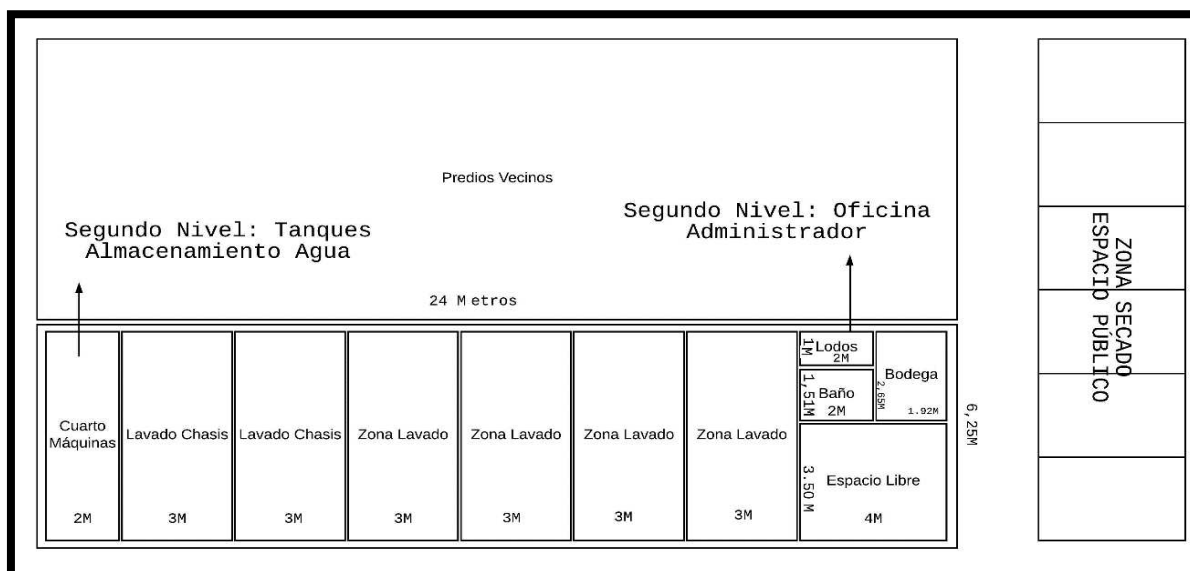 Predios Vecinos
Segundo Nivel: Tanques
Almacenamiento Agua
Segundo Nivel: Oficina
Administrador
24 Metros
ZONA SECADO
ESPACIO PÚBLICO
Cuarto
Máquinas
2M
Lavado Chasis
3M
Lavado Chasis
3M
Zona Lavado
3M
Zona Lavado
3M
Zona Lavado
3M
Zona Lavado
3M
1M
Lodos
2M
1,51M
Baño
2M
Bodega
2,65M
1.92M
3.50 M
Espacio Libre
4M
6,25M